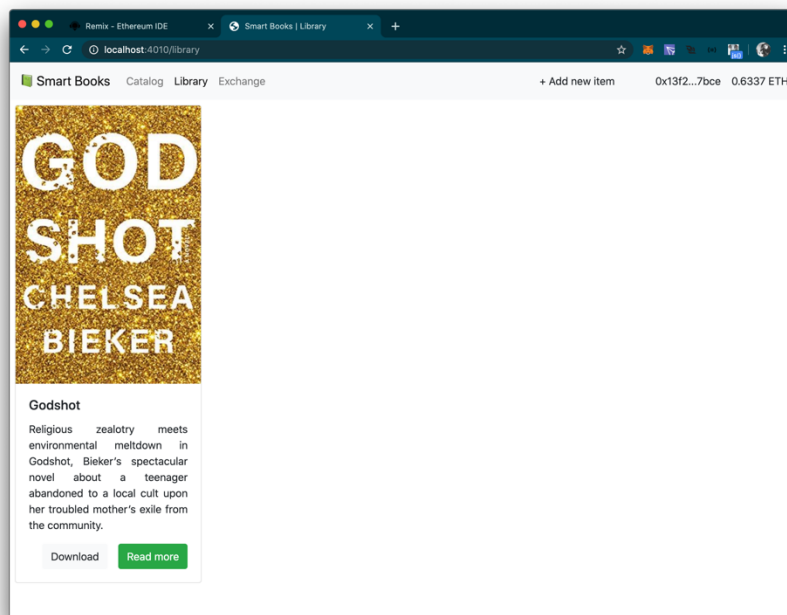 Remix - Ethereum IDE
Smart Books | Library
localhost:4010/library
Smart Books Catalog Library Exchange + Add new item 0x13f2...7bce 0.6337 ETH
GOD
SHOT
CHELSEA
BIEKER
Godshot
Religious zealotry meets
environmental meltdown in
Godshot, Bieker's spectacular
novel about a teenager
abandoned to a local cult upon
her troubled mother's exile from
the community.
Download Read more